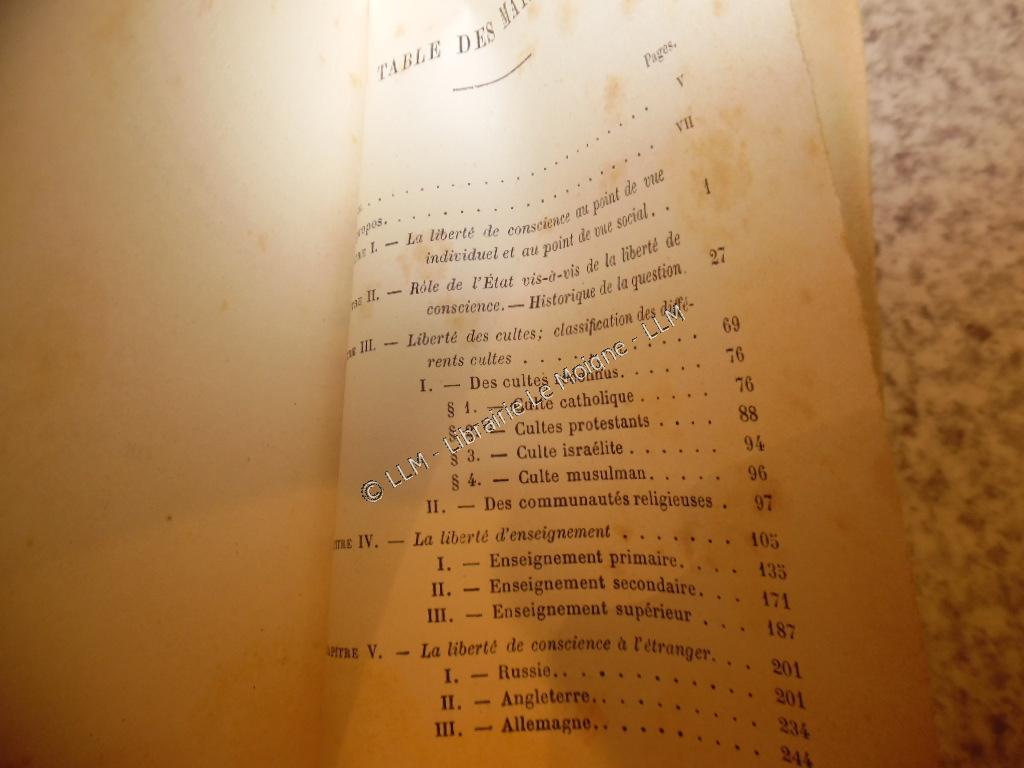 TABLE DES
Pages.
V
VII
I. — La liberté de conscience au point de vue
individuel et au point de vue social. . 1
II. — Rôle de l'État vis-à-vis de la liberté de
conscience. — Historique de la question. 27
III. — Liberté des cultes; classification des diffé-
rents cultes . . . . . . . . . 69
I. — Des cultes . . . . . . 76
§ 1. — Culte catholique . . . . . 76
§ 2. — Cultes protestants . . . . 88
§ 3. — Culte israélite . . . . . . 94
§ 4. — Culte musulman. . . . . . 96
II. — Des communautés religieuses . 97
IV. — La liberté d'enseignement . . . . . . . 105
I. — Enseignement primaire. . . . 135
II. — Enseignement secondaire. . . 171
III. — Enseignement supérieur . . . 187
V. — La liberté de conscience à l'étranger. . . 201
I. — Russie. . . . . . . . . . 201
II. — Angleterre. . . . . . . . . 234
III. — Allemagne. . . . . . . . . 244
© LLM - Librairie Le Moigne - LLM